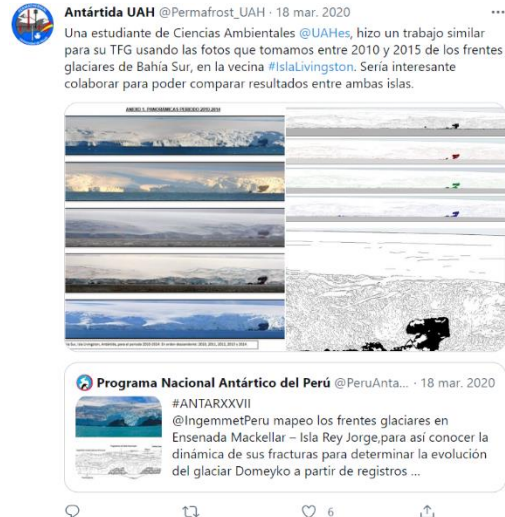 Antártida UAH @Permafrost_UAH · 18 mar. 2020
Una estudiante de Ciencias Ambientales @UAHes, hizo un trabajo similar
para su TFG usando las fotos que tomamos entre 2010 y 2015 de los frentes
glaciares de Bahía Sur, en la vecina #IslaLivingston. Sería interesante
colaborar para poder comparar resultados entre ambas islas.
ANEXO 1. PANORÁMICAS PERIODO 2010-2014
Programa Nacional Antártico del Perú @PeruAnta... · 18 mar. 2020
#ANTARXXVII
@IngemmetPeru mapeo los frentes glaciares en
Ensenada Mackellar – Isla Rey Jorge,para así conocer la
dinámica de sus fracturas para determinar la evolución
del glaciar Domeyko a partir de registros ...
6